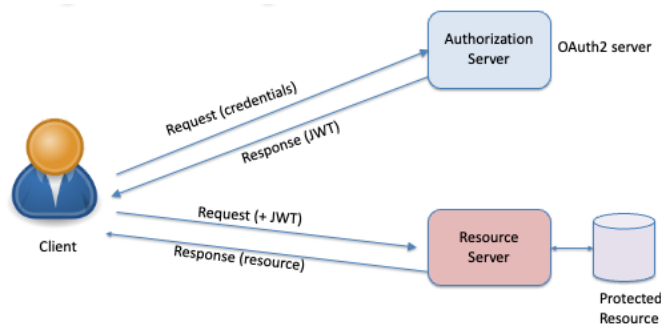 Authorization
Server
OAuth2 server
Request (credentials)
Response (JWT)
Client
Request (+ JWT)
Response (resource)
Resource
Server
Protected
Resource